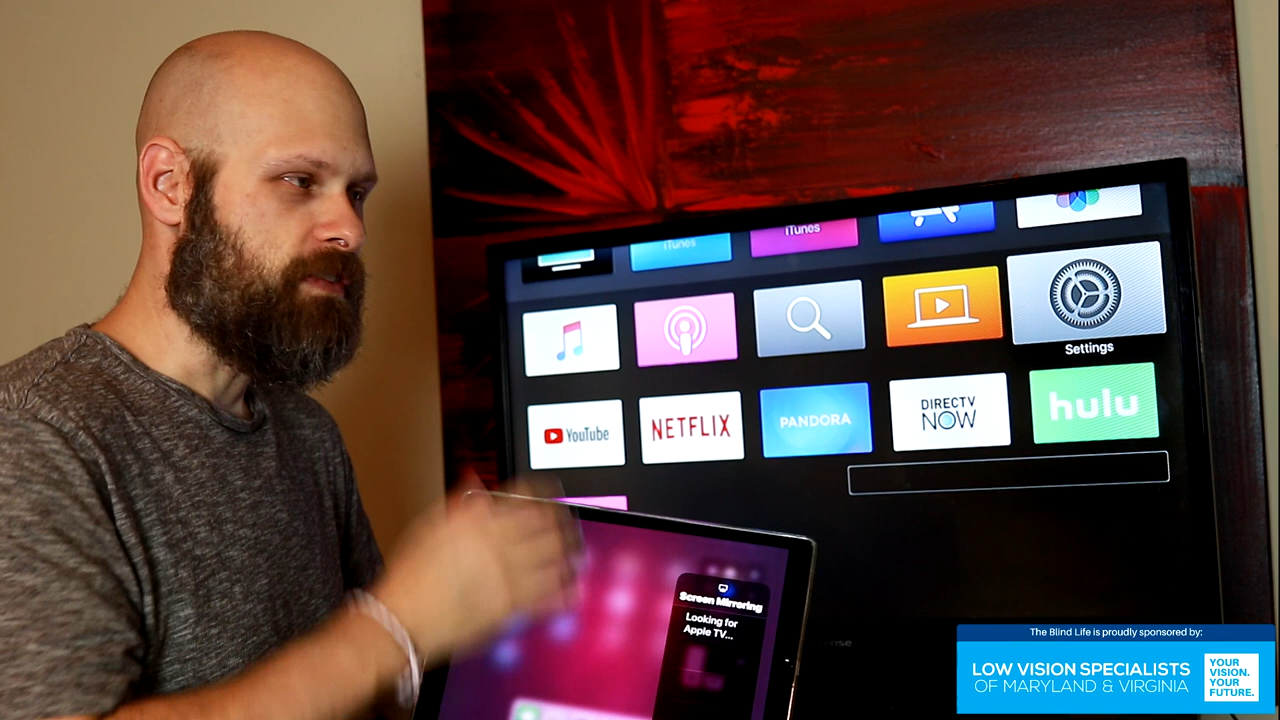 iTunes
iTunes
Settings
YouTube
NETFLIX
PANDORA
DIRECTV
NOW
hulu
Screen Mirroring
Looking for
Apple TV...
The Blind Life is proudly sponsored by:
LOW VISION SPECIALISTS
OF MARYLAND & VIRGINIA
YOUR
VISION.
YOUR
FUTURE.